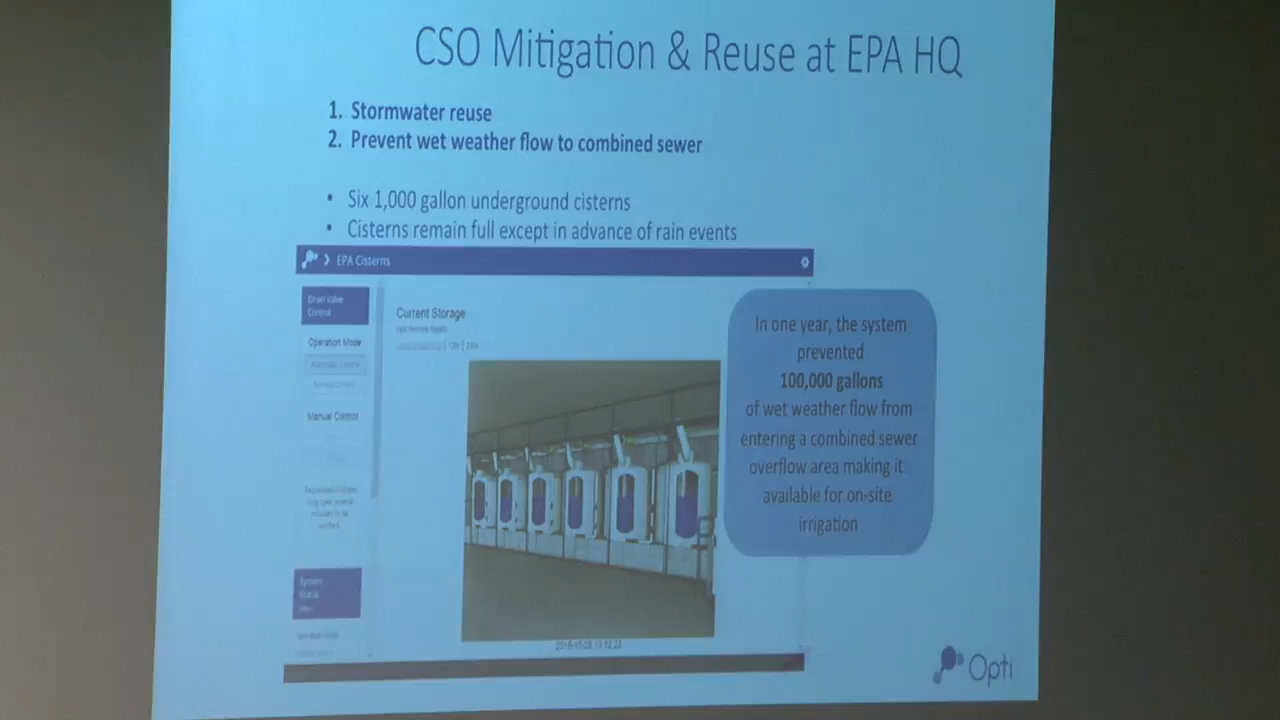 CSO Mitigation & Reuse at EPA HQ
1. Stormwater reuse
2. Prevent wet weather flow to combined sewer
• Six 1,000 gallon underground cisterns
• Cisterns remain full except in advance of rain events
EPA Cisterns
Drain Valve
Control
Operation Mode
Manual Control
System
Status
Current Storage
In one year, the system
prevented
100,000 gallons
of wet weather flow from
entering a combined sewer
overflow area making it
available for on-site
irrigation
Opti